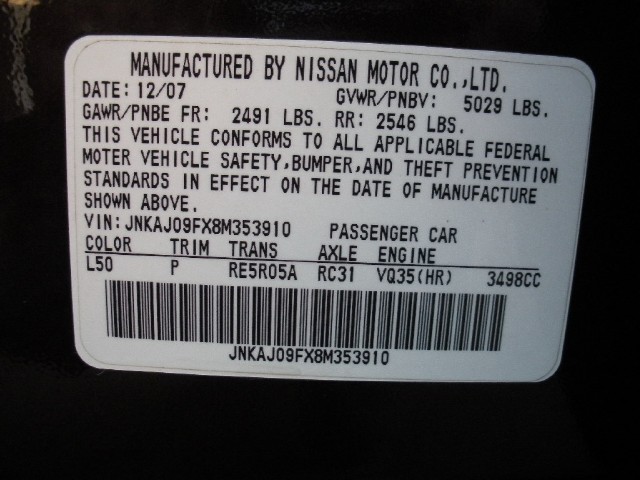 MANUFACTURED BY NISSAN MOTOR CO.,LTD.
DATE: 12/07 GVWR/PNBV: 5029 LBS.
GAWR/PNBE FR: 2491 LBS. RR: 2546 LBS.
THIS VEHICLE CONFORMS TO ALL APPLICABLE FEDERAL
MOTER VEHICLE SAFETY,BUMPER,AND THEFT PREVENTION
STANDARDS IN EFFECT ON THE DATE OF MANUFACTURE
SHOWN ABOVE.
VIN:JNKAJ09FX8M353910 PASSENGER CAR
COLOR TRIM TRANS AXLE ENGINE
L50 P RE5R05A RC31 VQ35(HR) 3498CC
JNKAJ09FX8M353910